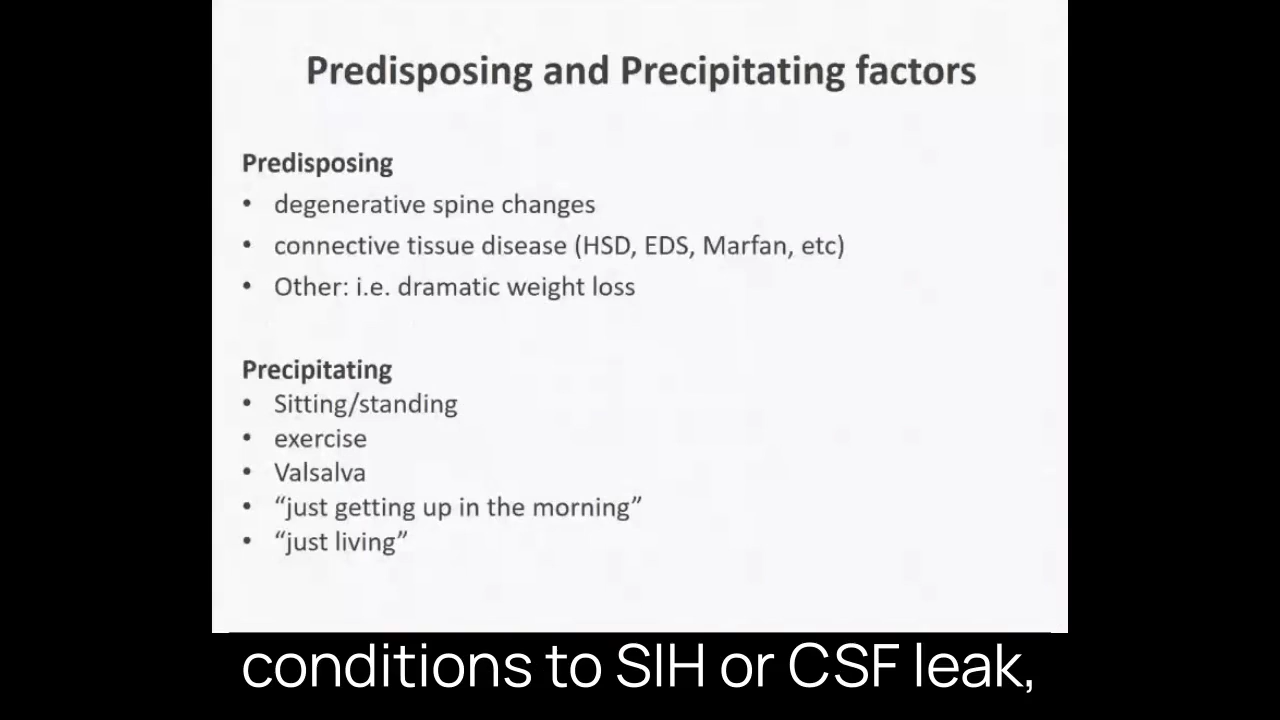 Predisposing and Precipitating factors
Predisposing
• degenerative spine changes
• connective tissue disease (HSD, EDS, Marfan, etc)
• Other: i.e. dramatic weight loss
Precipitating
• Sitting/standing
• exercise
• Valsalva
• “just getting up in the morning”
• “just living”
conditions to SIH or CSF leak,